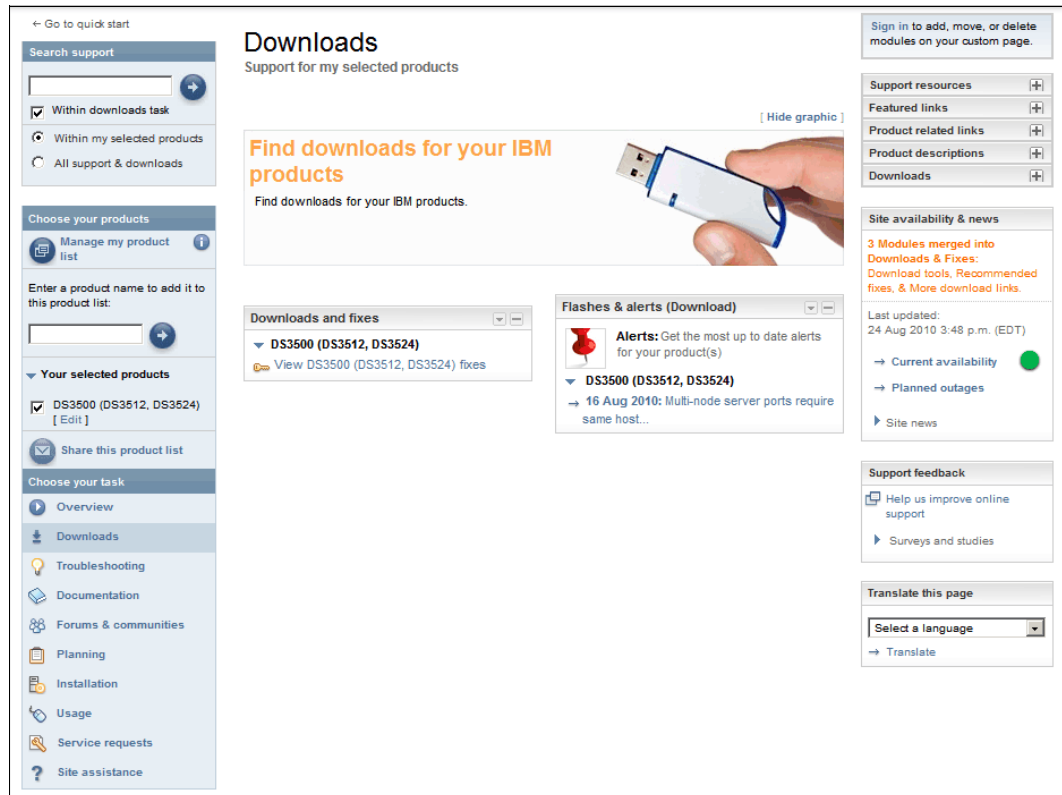 ← Go to quick start
Search support
Within downloads task
Within my selected products
All support & downloads
Choose your products
Manage my product
list
Enter a product name to add it to
this product list:
Your selected products
DS3500 (DS3512, DS3524)
[ Edit ]
Share this product list
Choose your task
Overview
Downloads
Troubleshooting
Documentation
Forums & communities
Planning
Installation
Usage
Service requests
Site assistance
Downloads
Support for my selected products
[ Hide graphic ]
Find downloads for your IBM
products
Find downloads for your IBM products.
Downloads and fixes
DS3500 (DS3512, DS3524)
View DS3500 (DS3512, DS3524) fixes
Flashes & alerts (Download)
Alerts: Get the most up to date alerts
for your product(s)
DS3500 (DS3512, DS3524)
→ 16 Aug 2010: Multi-node server ports require
same host...
Sign in to add, move, or delete
modules on your custom page.
Support resources
Featured links
Product related links
Product descriptions
Downloads
Site availability & news
3 Modules merged into
Downloads & Fixes:
Download tools, Recommended
fixes, & More download links.
Last updated:
24 Aug 2010 3:48 p.m. (EDT)
→ Current availability
→ Planned outages
Site news
Support feedback
Help us improve online
support
Surveys and studies
Translate this page
Select a language
→ Translate